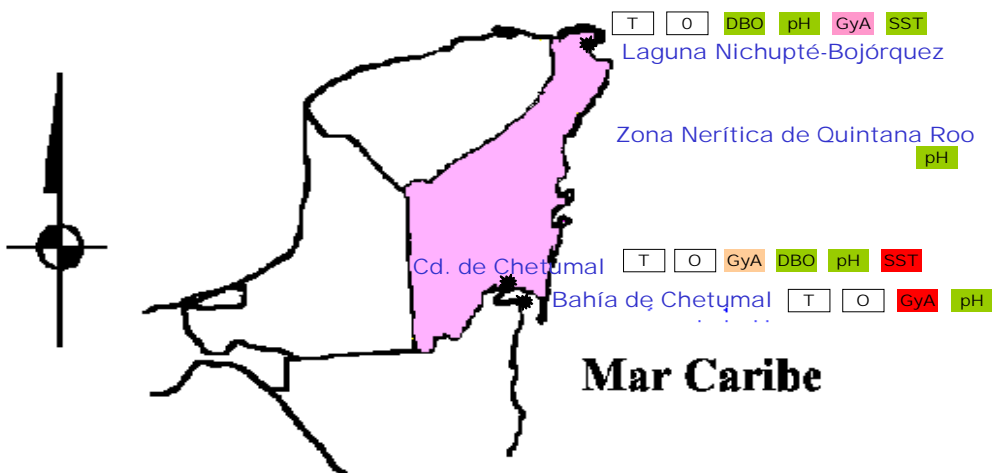 T 0 DBO pH GyA SST
Laguna Nichupté-Bojórquez
Zona Nerítica de Quintana Roo
pH
Cd. de Chetumal T O GyA DBO pH SST
Bahía de Chetumal T O GyA pH
Mar Caribe